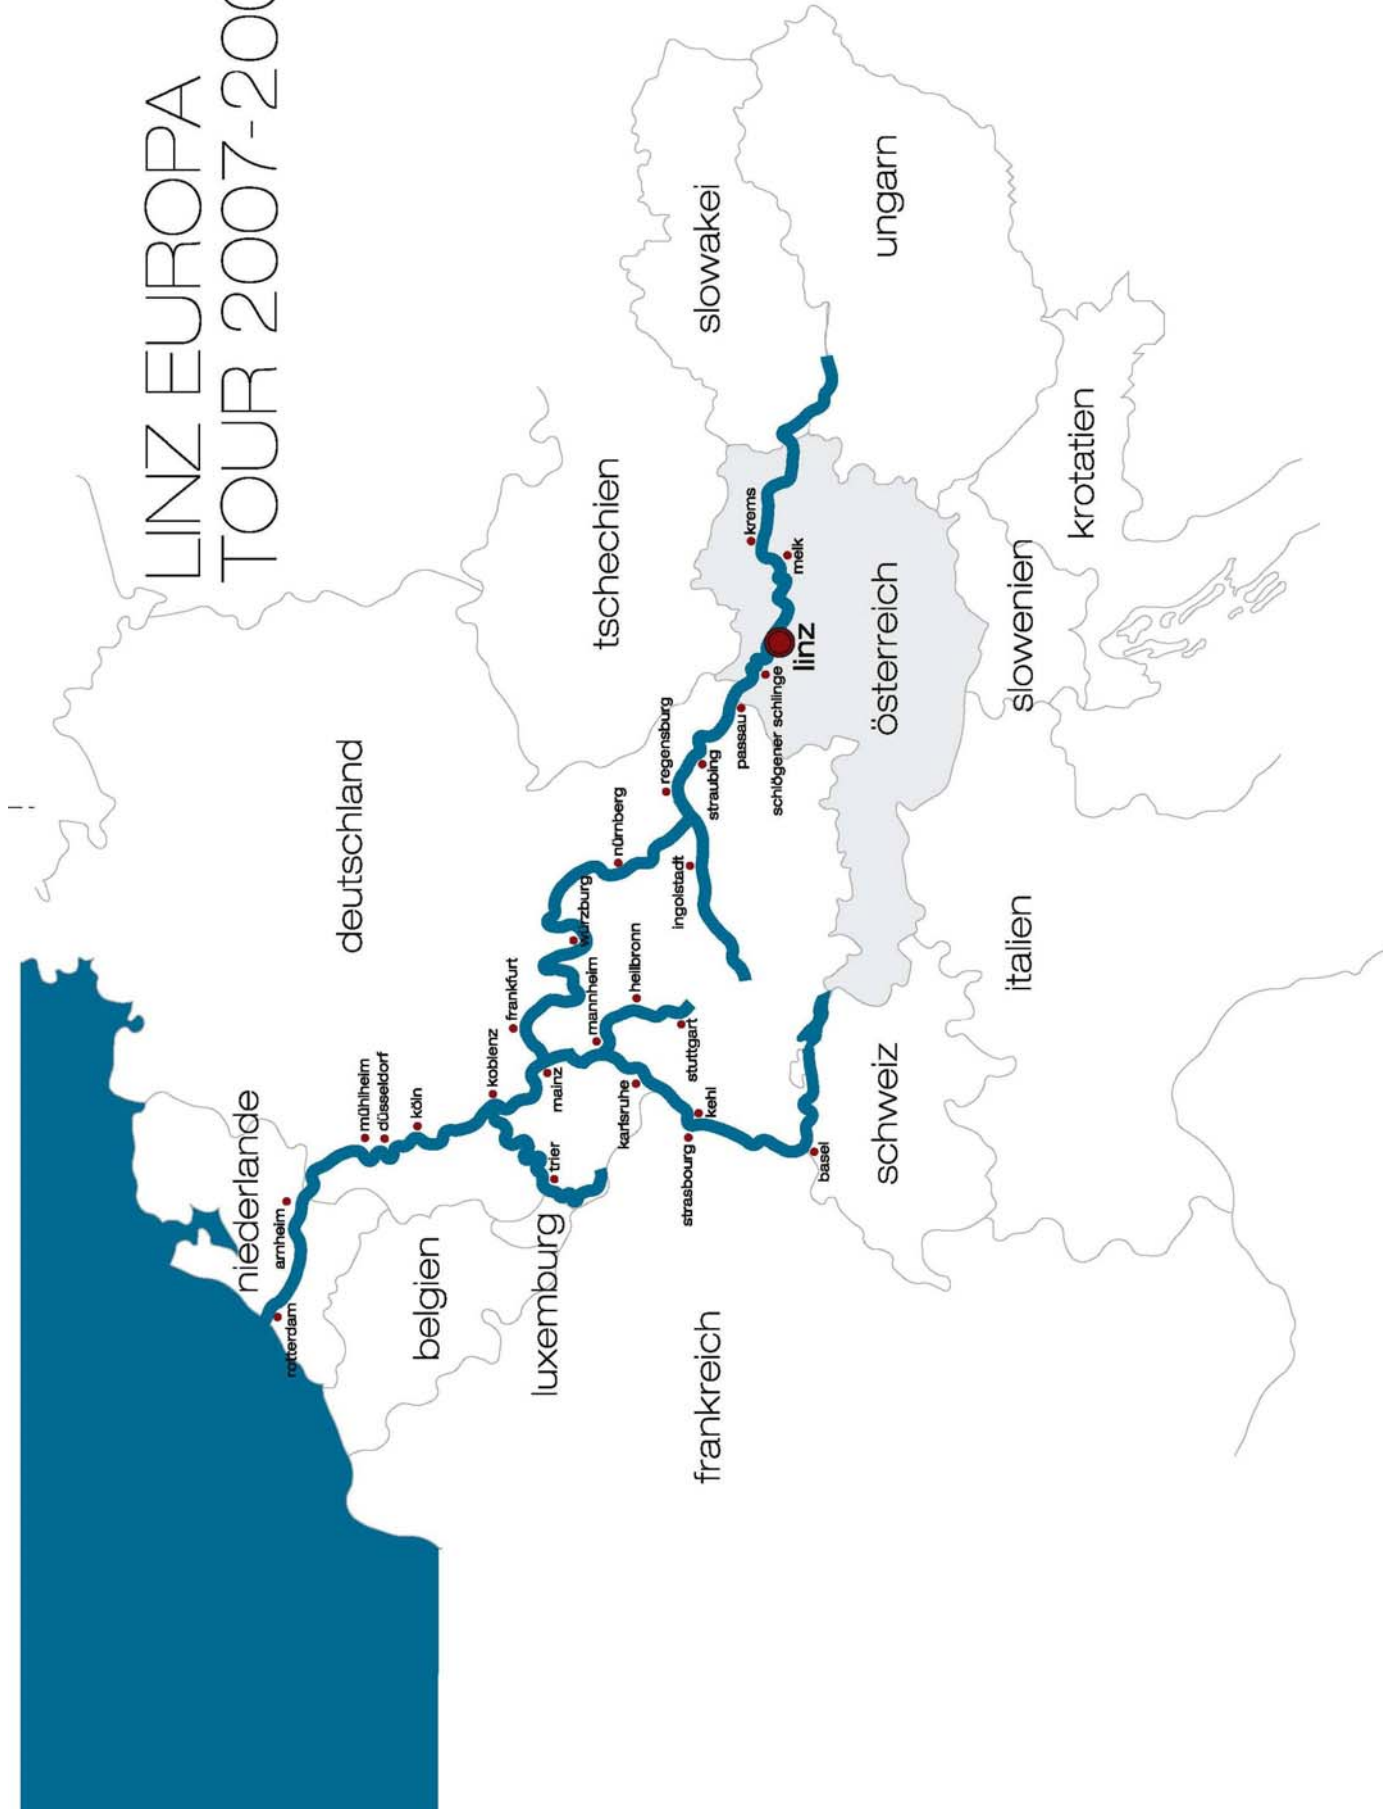 LINZ EUROPA
TOUR 2007-200
niederlande
rotterdam
arnheim
mühlheim
düsseldorf
köln
deutschland
belgien
koblenz
frankfurt
luxemburg
trier
mainz
mannheim
würzburg
nürnberg
tschechien
karlsruhe
heilbronn
regensburg
frankreich
strasbourg
kehl
stuttgart
ingolstadt
straubing
slowakei
passau
krems
schlögener schlinge
melk
linz
basel
schweiz
österreich
ungarn
italien
slowenien
krotatien